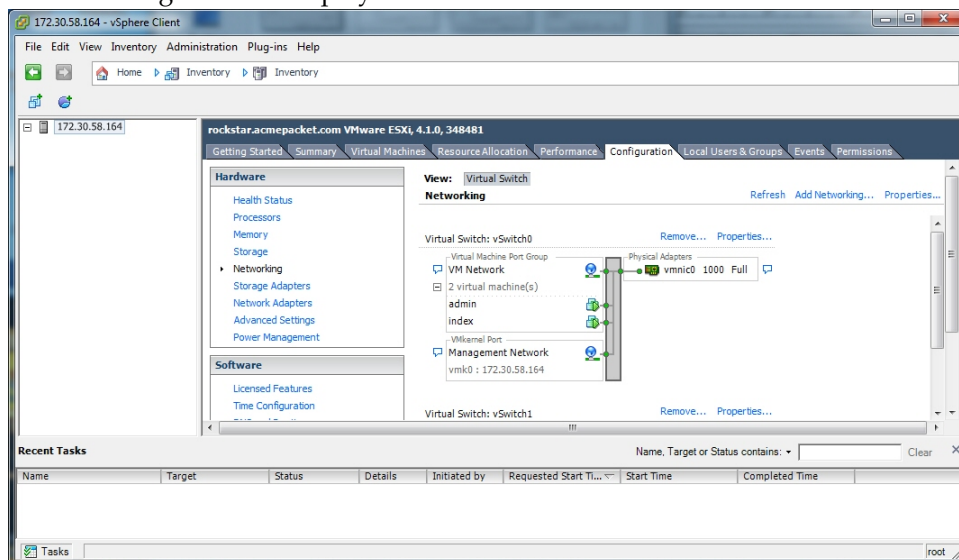 172.30.58.164 - vSphere Client
File Edit View Inventory Administration Plug-ins Help
Home Inventory Inventory
172.30.58.164
rockstar.acmepacket.com VMware ESXi, 4.1.0, 348481
Getting Started Summary Virtual Machines Resource Allocation Performance Configuration Local Users & Groups Events Permissions
Hardware
Health Status
Processors
Memory
Storage
Networking
Storage Adapters
Network Adapters
Advanced Settings
Power Management
Software
Licensed Features
Time Configuration
View: Virtual Switch
Networking
Refresh Add Networking... Properties...
Virtual Switch: vSwitch0 Remove... Properties...
Virtual Machine Port Group
VM Network
2 virtual machine(s)
admin
index
VMkernel Port
Management Network
vmk0 : 172.30.58.164
Physical Adapters
vmnic0 1000 Full
Virtual Switch: vSwitch1 Remove... Properties...
Recent Tasks
Name, Target or Status contains: Clear
Name Target Status Details Initiated by Requested Start Ti... Start Time Completed Time
Tasks
root